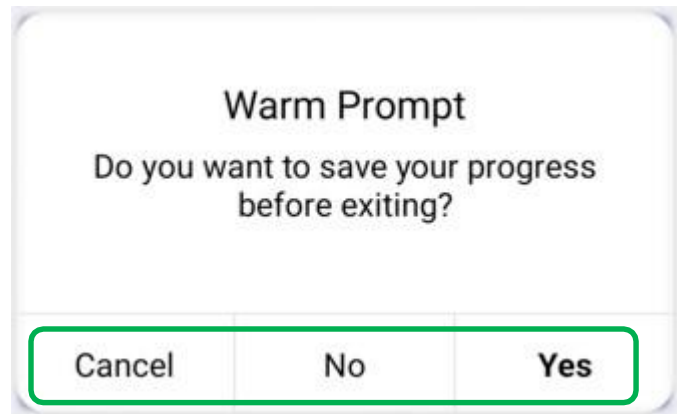 Warm Prompt
Do you want to save your progress
before exiting?
Cancel No Yes